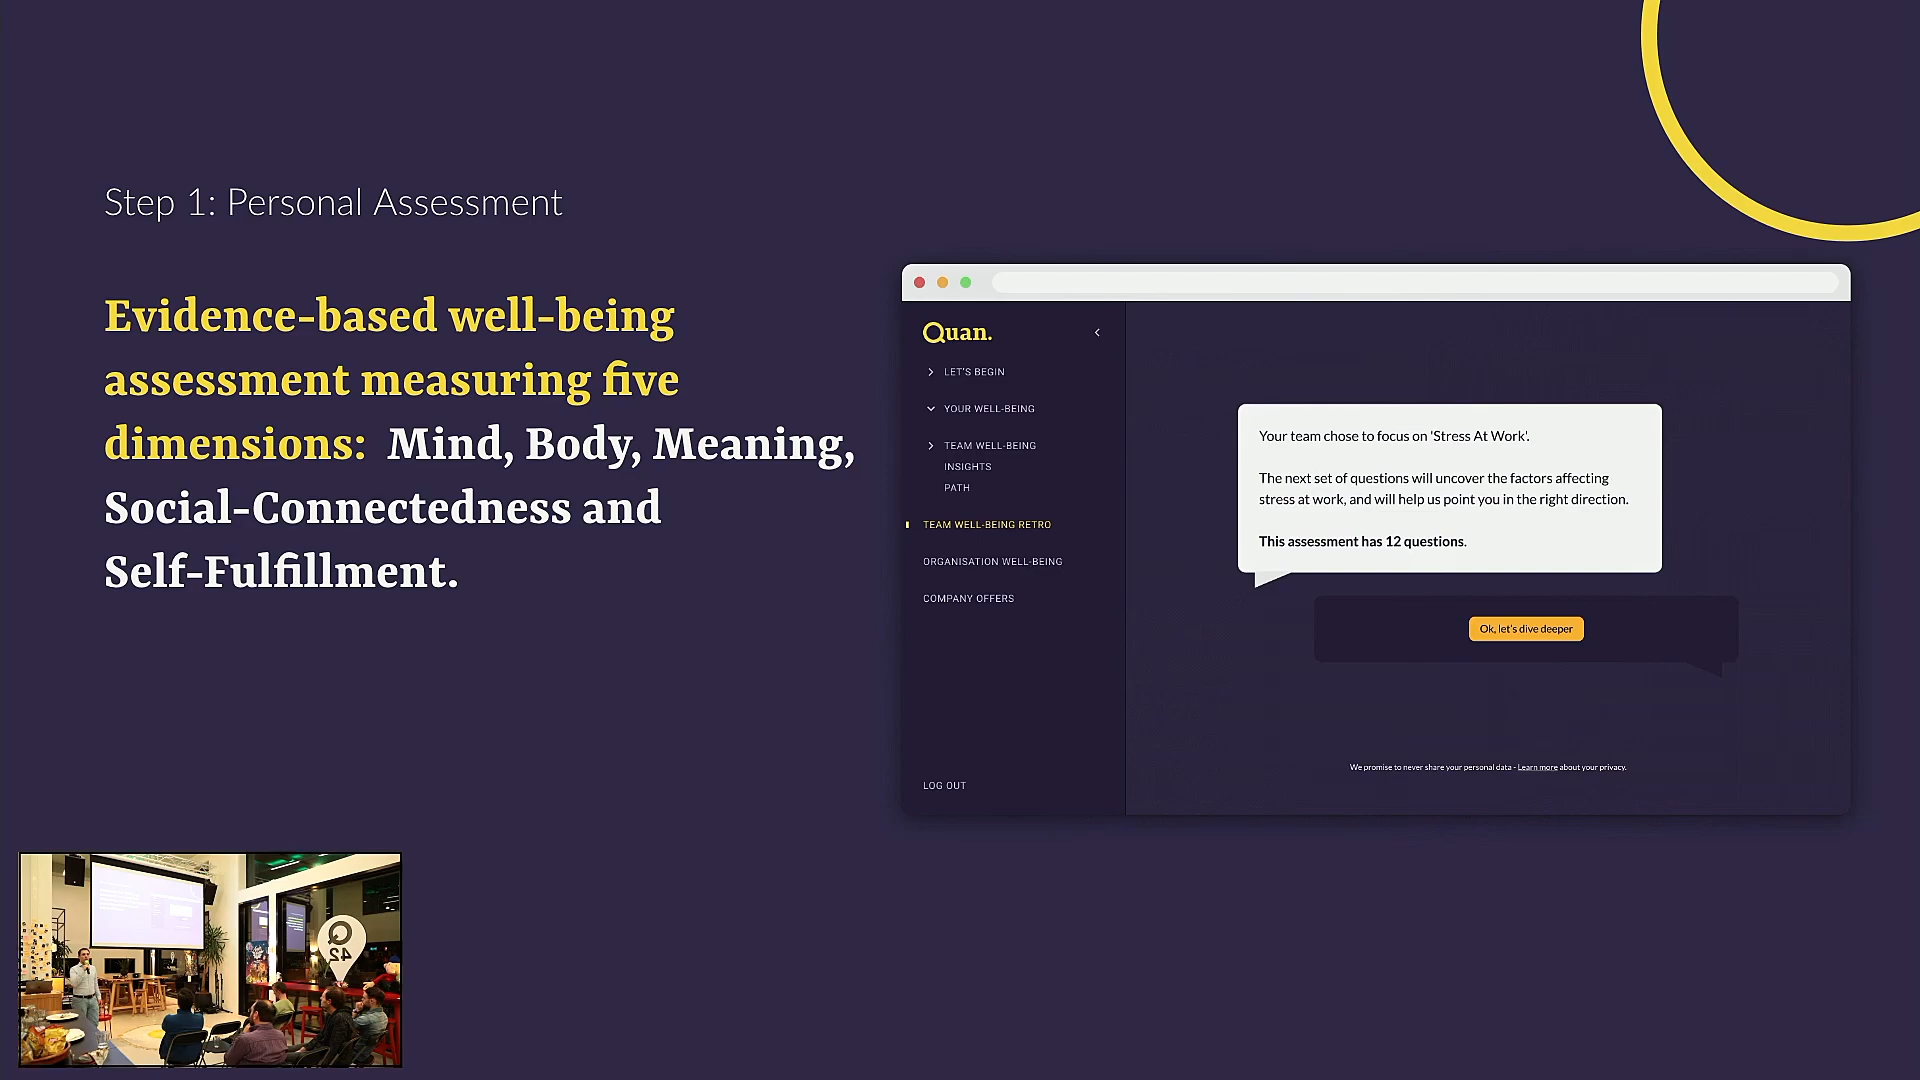 Step 1: Personal Assessment
Evidence-based well-being
assessment measuring five
dimensions: Mind, Body, Meaning,
Social-Connectedness and
Self-Fulfillment.
Quan.
LET'S BEGIN
YOUR WELL-BEING
TEAM WELL-BEING
INSIGHTS
PATH
TEAM WELL-BEING RETRO
ORGANISATION WELL-BEING
COMPANY OFFERS
LOG OUT
Your team chose to focus on 'Stress At Work'.
The next set of questions will uncover the factors affecting
stress at work, and will help us point you in the right direction.
This assessment has 12 questions.
Ok, let's dive deeper
We promise to never share your personal data - Learn more about your privacy.
Q
42